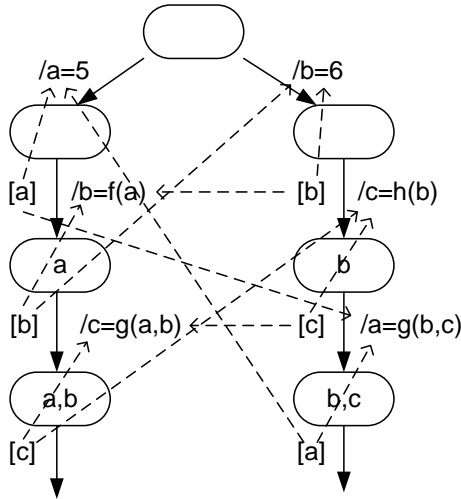 /a=5 /b=6
[a] /b=f(a) [b] /c=h(b)
a b
[b] /c=g(a,b) [c] /a=g(b,c)
a,b b,c
[c] [a]